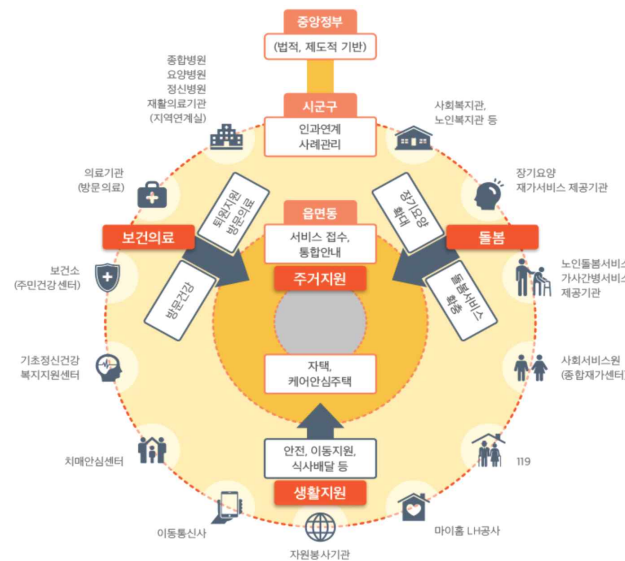 중앙정부
(법적, 제도적 기반)
종합병원
요양병원
정신병원
재활의료기관
(지역연계실)
시군구
인과연계
사례관리
사회복지관,
노인복지관 등
의료기관
(방문의료)
퇴원지원
방문의료
읍면동
서비스 접수,
통합안내
장기요양
확대
장기요양
재가서비스 제공기관
보건의료
주거지원
돌봄
보건소
(주민건강센터)
방문건강
돌봄서비스
확충
노인돌봄서비스
가사간병서비스
제공기관
기초정신건강
복지지원센터
자택,
케어안심주택
사회서비스원
(종합재가센터)
치매안심센터
안전, 이동지원,
식사배달 등
생활지원
119
이동통신사
자원봉사기관
마이홈 LH공사